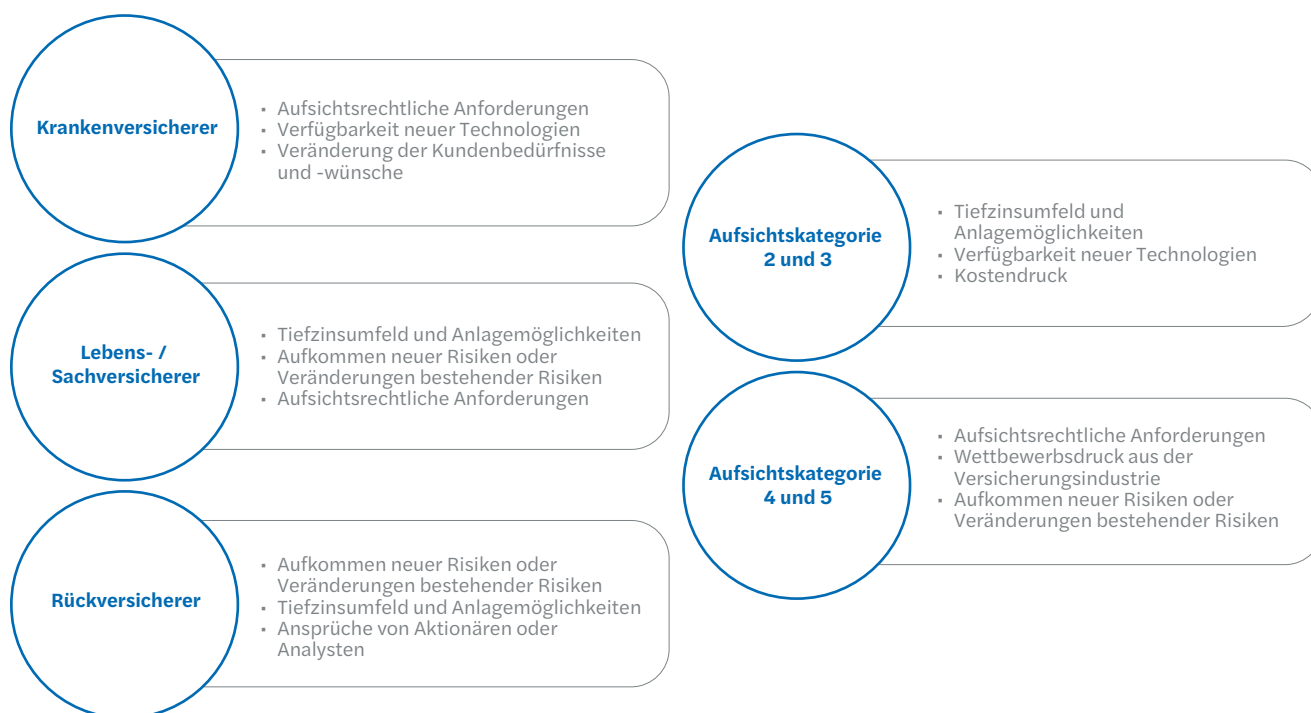 Krankenversicherer
▪ Aufsichtsrechtliche Anforderungen
▪ Verfügbarkeit neuer Technologien
▪ Veränderung der Kundenbedürfnisse
und -wünsche
Lebens- /
Sachversicherer
▪ Tiefzinsumfeld und Anlagemöglichkeiten
▪ Aufkommen neuer Risiken oder
Veränderungen bestehender Risiken
▪ Aufsichtsrechtliche Anforderungen
Rückversicherer
▪ Aufkommen neuer Risiken oder
Veränderungen bestehender Risiken
▪ Tiefzinsumfeld und Anlagemöglichkeiten
▪ Ansprüche von Aktionären oder
Analysten
Aufsichtskategorie
2 und 3
▪ Tiefzinsumfeld und
Anlagemöglichkeiten
▪ Verfügbarkeit neuer Technologien
▪ Kostendruck
Aufsichtskategorie
4 und 5
▪ Aufsichtsrechtliche Anforderungen
▪ Wettbewerbsdruck aus der
Versicherungsindustrie
▪ Aufkommen neuer Risiken oder
Veränderungen bestehender Risiken